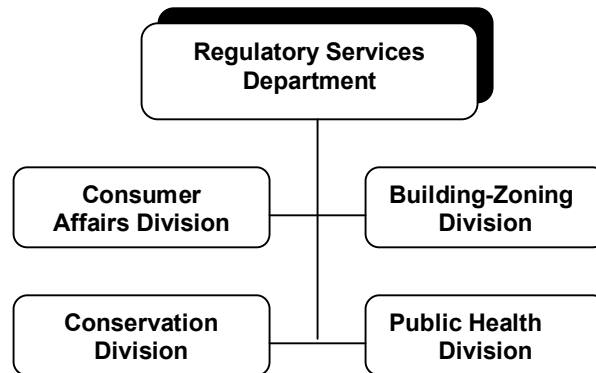 Regulatory Services
Department
Consumer
Affairs Division
Building-Zoning
Division
Conservation
Division
Public Health
Division